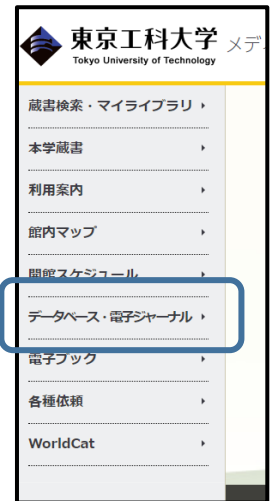 東京工科大学 メデ
Tokyo University of Technology
蔵書検索・マイライブラリ
本学蔵書
利用案内
館内マップ
開館スケジュール
データベース・電子ジャーナル
電子ブック
各種依頼
WorldCat